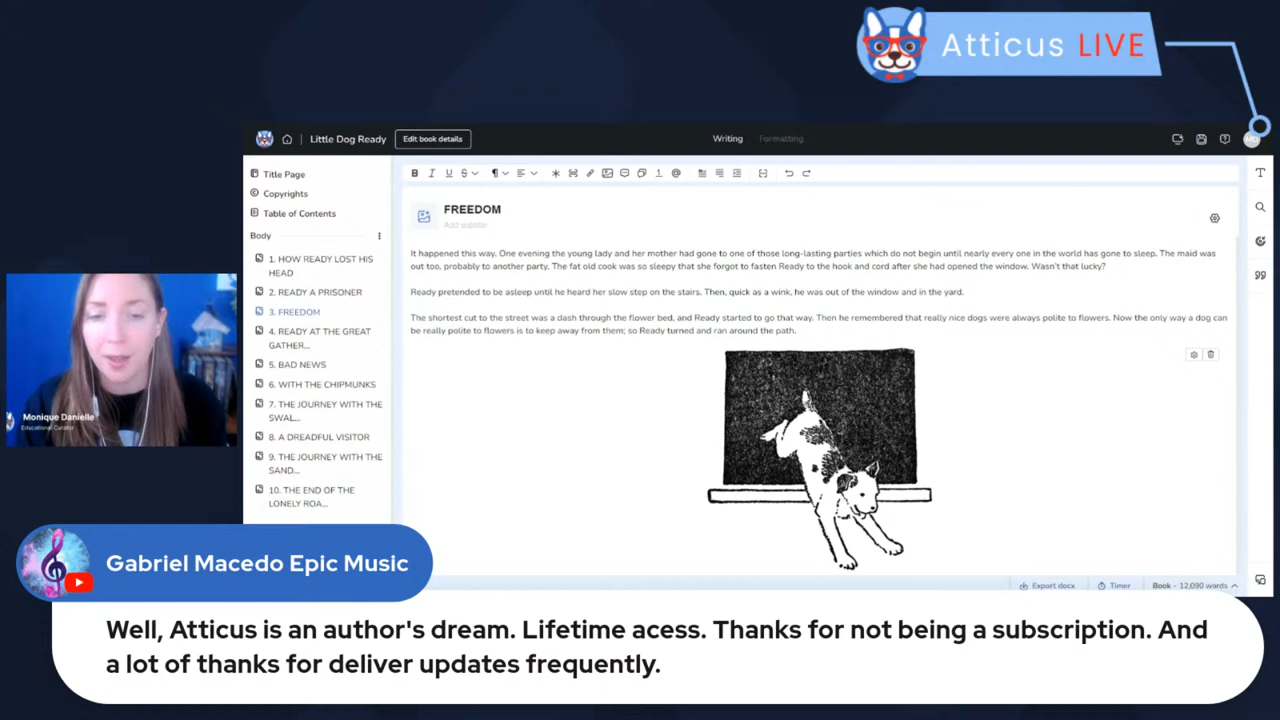 Atticus LIVE
Little Dog Ready
Edit book details
Writing
Formatting
MD
Title Page
Copyrights
Table of Contents
Body
1. HOW READY LOST HIS
HEAD
2. READY A PRISONER
3. FREEDOM
4. READY AT THE GREAT
GATHER...
5. BAD NEWS
6. WITH THE CHIPMUNKS
7. THE JOURNEY WITH THE
SWAL...
8. A DREADFUL VISITOR
9. THE JOURNEY WITH THE
SAND...
10. THE END OF THE
LONELY ROA...
FREEDOM
Add subtitle
It happened this way. One evening the young lady and her mother had gone to one of those long-lasting parties which do not begin until nearly every one in the world has gone to sleep. The maid was
out too, probably to another party. The fat old cook was so sleepy that she forgot to fasten Ready to the hook and cord after she had opened the window. Wasn't that lucky?
Ready pretended to be asleep until he heard her slow step on the stairs. Then, quick as a wink, he was out of the window and in the yard.
The shortest cut to the street was a dash through the flower bed, and Ready started to go that way. Then he remembered that really nice dogs were always polite to flowers. Now the only way a dog can
be really polite to flowers is to keep away from them; so Ready turned and ran around the path.
Export docx
Timer
Book - 12,090 words
Monique Danielle
Educational Curator
Gabriel Macedo Epic Music
Well, Atticus is an author's dream. Lifetime acess. Thanks for not being a subscription. And
a lot of thanks for deliver updates frequently.